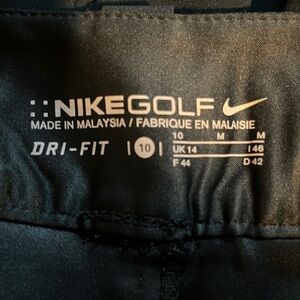 NIKEGOLF
MADE IN MALAYSIA / FABRIQUE EN MALAISIE
DRI-FIT | 10 |
10 M M
UK 14 I 46
F 44 D 42